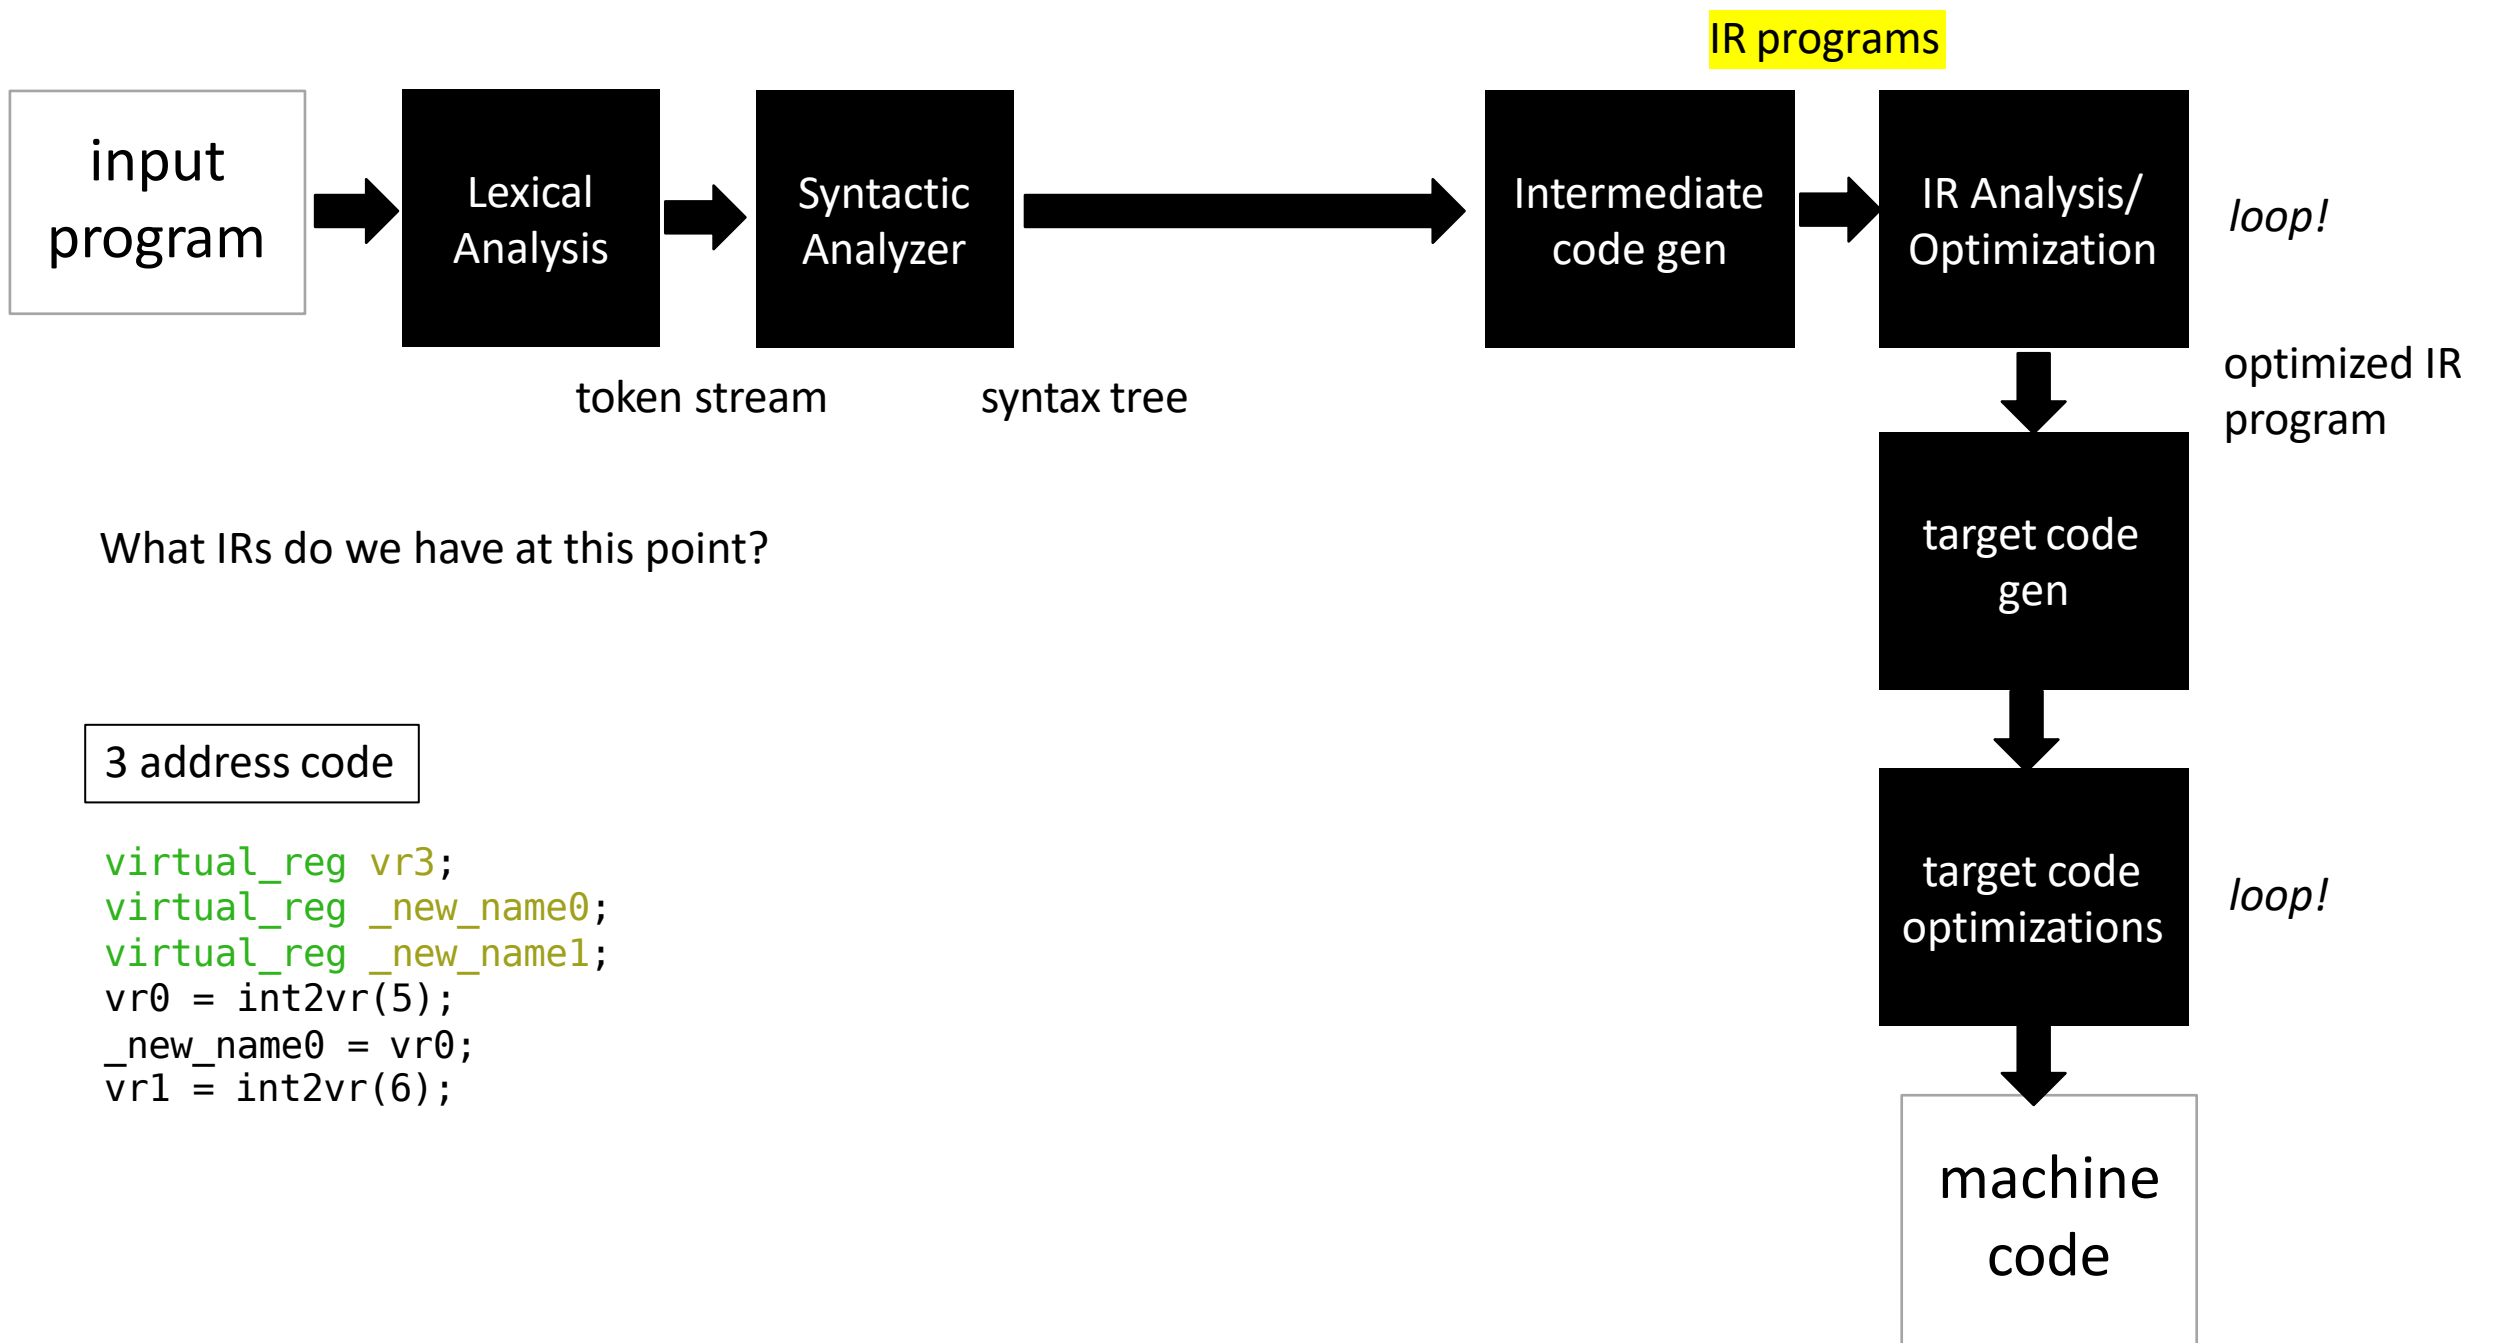 IR programs
input
program
Lexical
Analysis
Syntactic
Analyzer
Intermediate
code gen
IR Analysis/
Optimization
loop!
token stream
syntax tree
optimized IR
program
What IRs do we have at this point?
target code
gen
3 address code
virtual_reg vr3;
virtual_reg _new_name0;
virtual_reg _new_name1;
vr0 = int2vr(5);
_new_name0 = vr0;
vr1 = int2vr(6);
target code
optimizations
loop!
machine
code